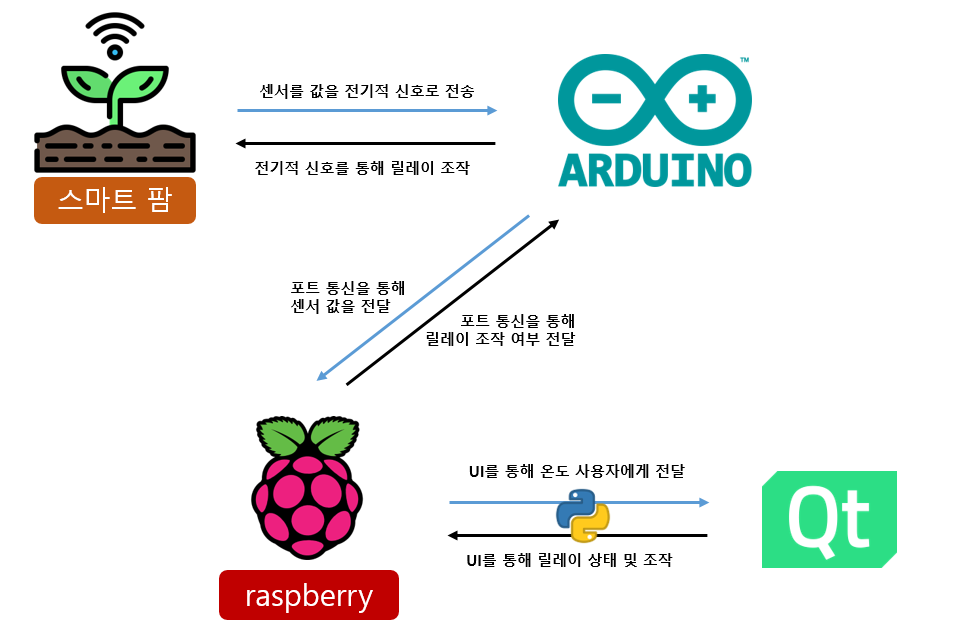 센서를 값을 전기적 신호로 전송
TM
ARDUINO
전기적 신호를 통해 릴레이 조작
스마트 팜
포트 통신을 통해
센서 값을 전달
포트 통신을 통해
릴레이 조작 여부 전달
UI를 통해 온도 사용자에게 전달
Qt
UI를 통해 릴레이 상태 및 조작
raspberry